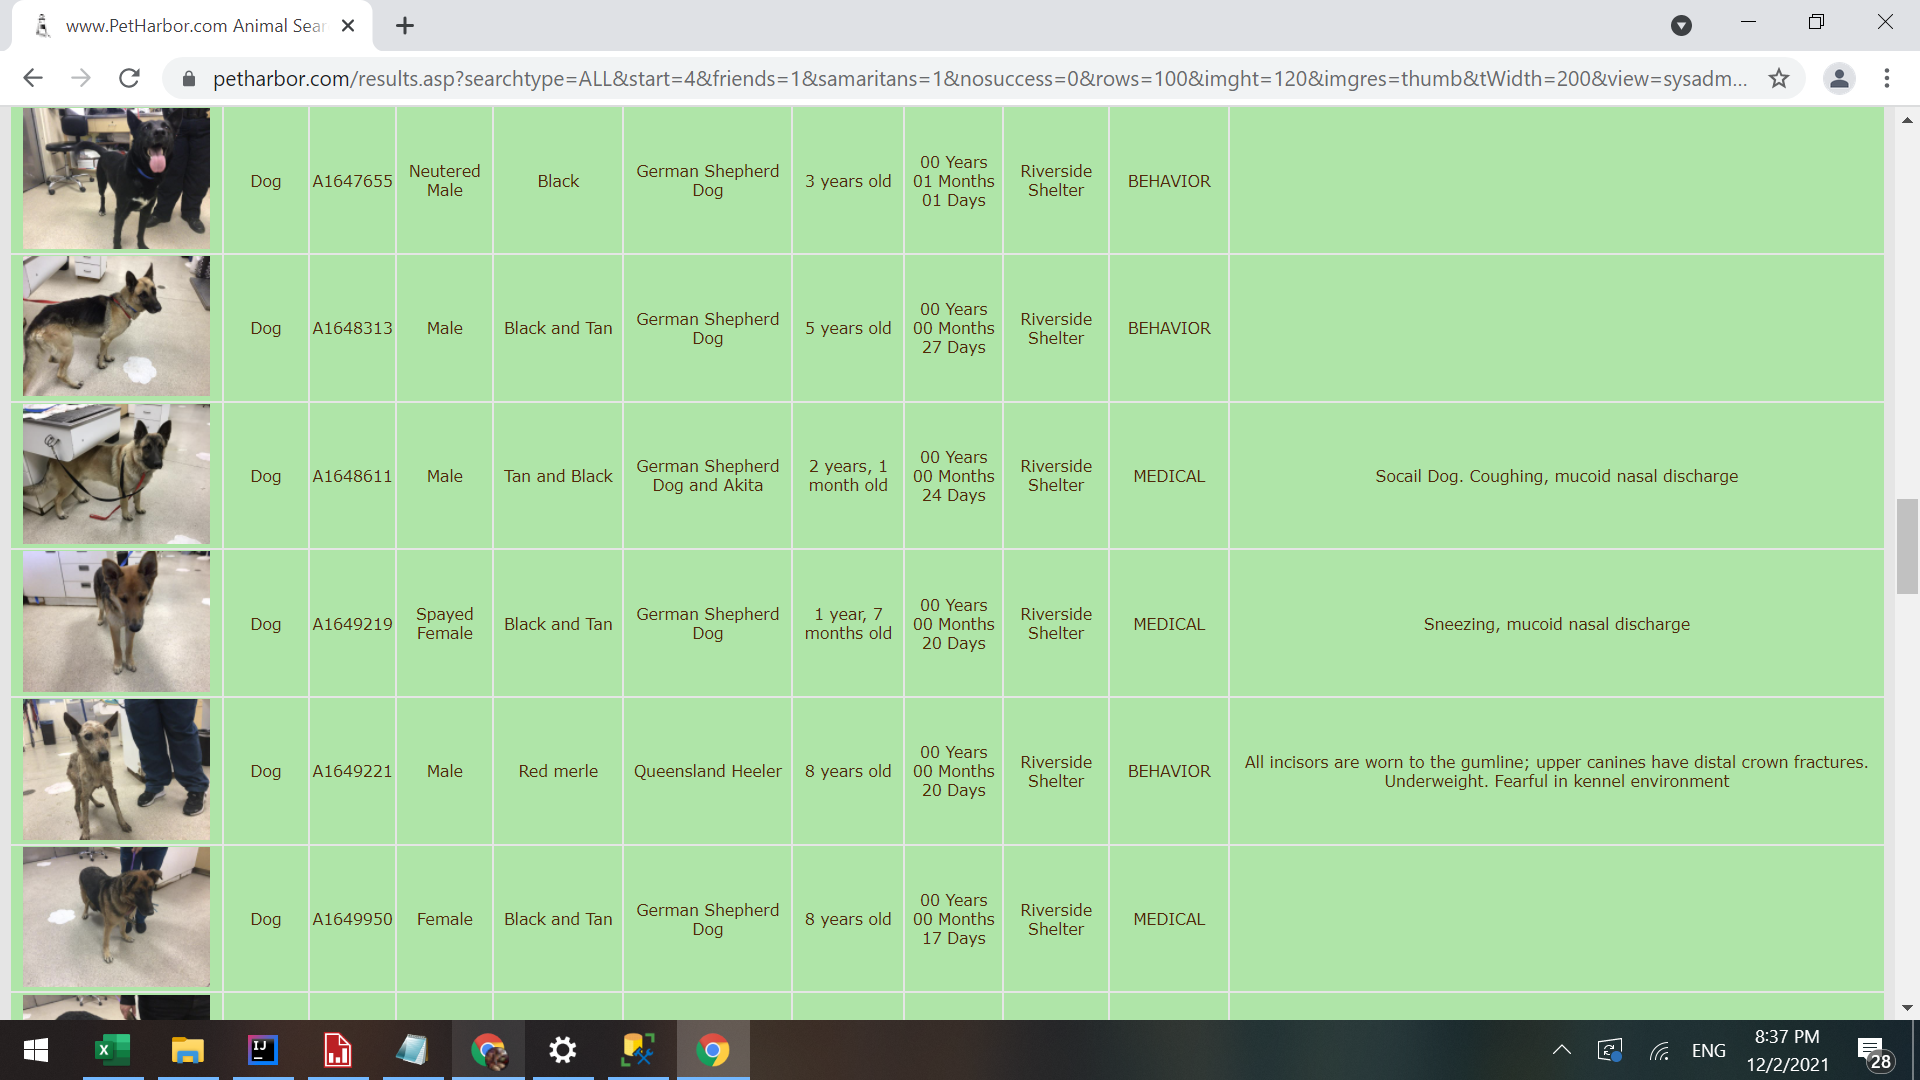 www.PetHarbor.com Animal Sear
petharbor.com/results.asp?searchtype=ALL&start=4&friends=1&samaritans=1&nosuccess=0&rows=100&imght=120&imgres=thumb&tWidth=200&view=sysadm...
Dog
A1647655
Neutered
Male
Black
German Shepherd
Dog
3 years old
00 Years
01 Months
01 Days
Riverside
Shelter
BEHAVIOR
Dog
A1648313
Male
Black and Tan
German Shepherd
Dog
5 years old
00 Years
00 Months
27 Days
Riverside
Shelter
BEHAVIOR
Dog
A1648611
Male
Tan and Black
German Shepherd
Dog and Akita
2 years, 1
month old
00 Years
00 Months
24 Days
Riverside
Shelter
MEDICAL
Socail Dog. Coughing, mucoid nasal discharge
Dog
A1649219
Spayed
Female
Black and Tan
German Shepherd
Dog
1 year, 7
months old
00 Years
00 Months
20 Days
Riverside
Shelter
MEDICAL
Sneezing, mucoid nasal discharge
Dog
A1649221
Male
Red merle
Queensland Heeler
8 years old
00 Years
00 Months
20 Days
Riverside
Shelter
BEHAVIOR
All incisors are worn to the gumline; upper canines have distal crown fractures.
Underweight. Fearful in kennel environment
Dog
A1649950
Female
Black and Tan
German Shepherd
Dog
8 years old
00 Years
00 Months
17 Days
Riverside
Shelter
MEDICAL
X
IJ
ENG
8:37 PM
12/2/2021
28